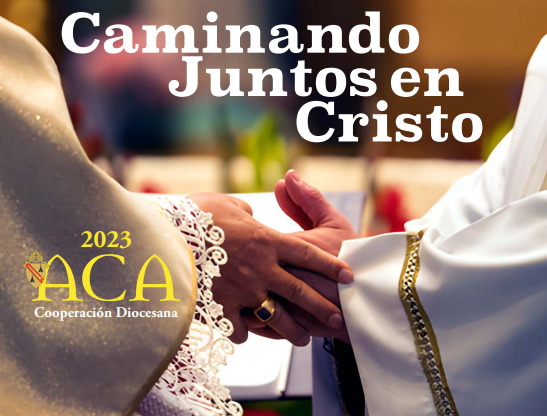 Caminando
Juntos en
Cristo
2023
ACA
Cooperación Diocesana